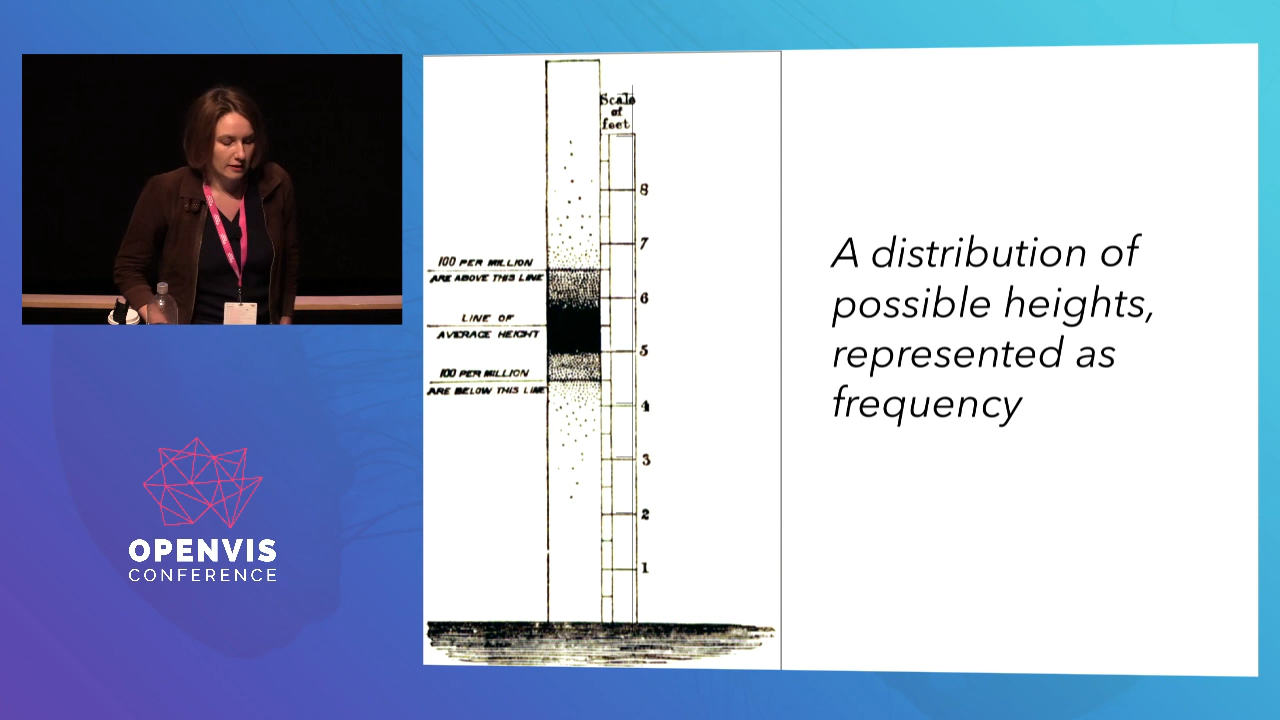 Scale
of
feet
8
7
100 PER MILLION
ARE ABOVE THIS LINE
6
LINE OF
AVERAGE HEIGHT
5
100 PER MILLION
ARE BELOW THIS LINE
4
3
2
1
A distribution of
possible heights,
represented as
frequency
OPENVIS
CONFERENCE